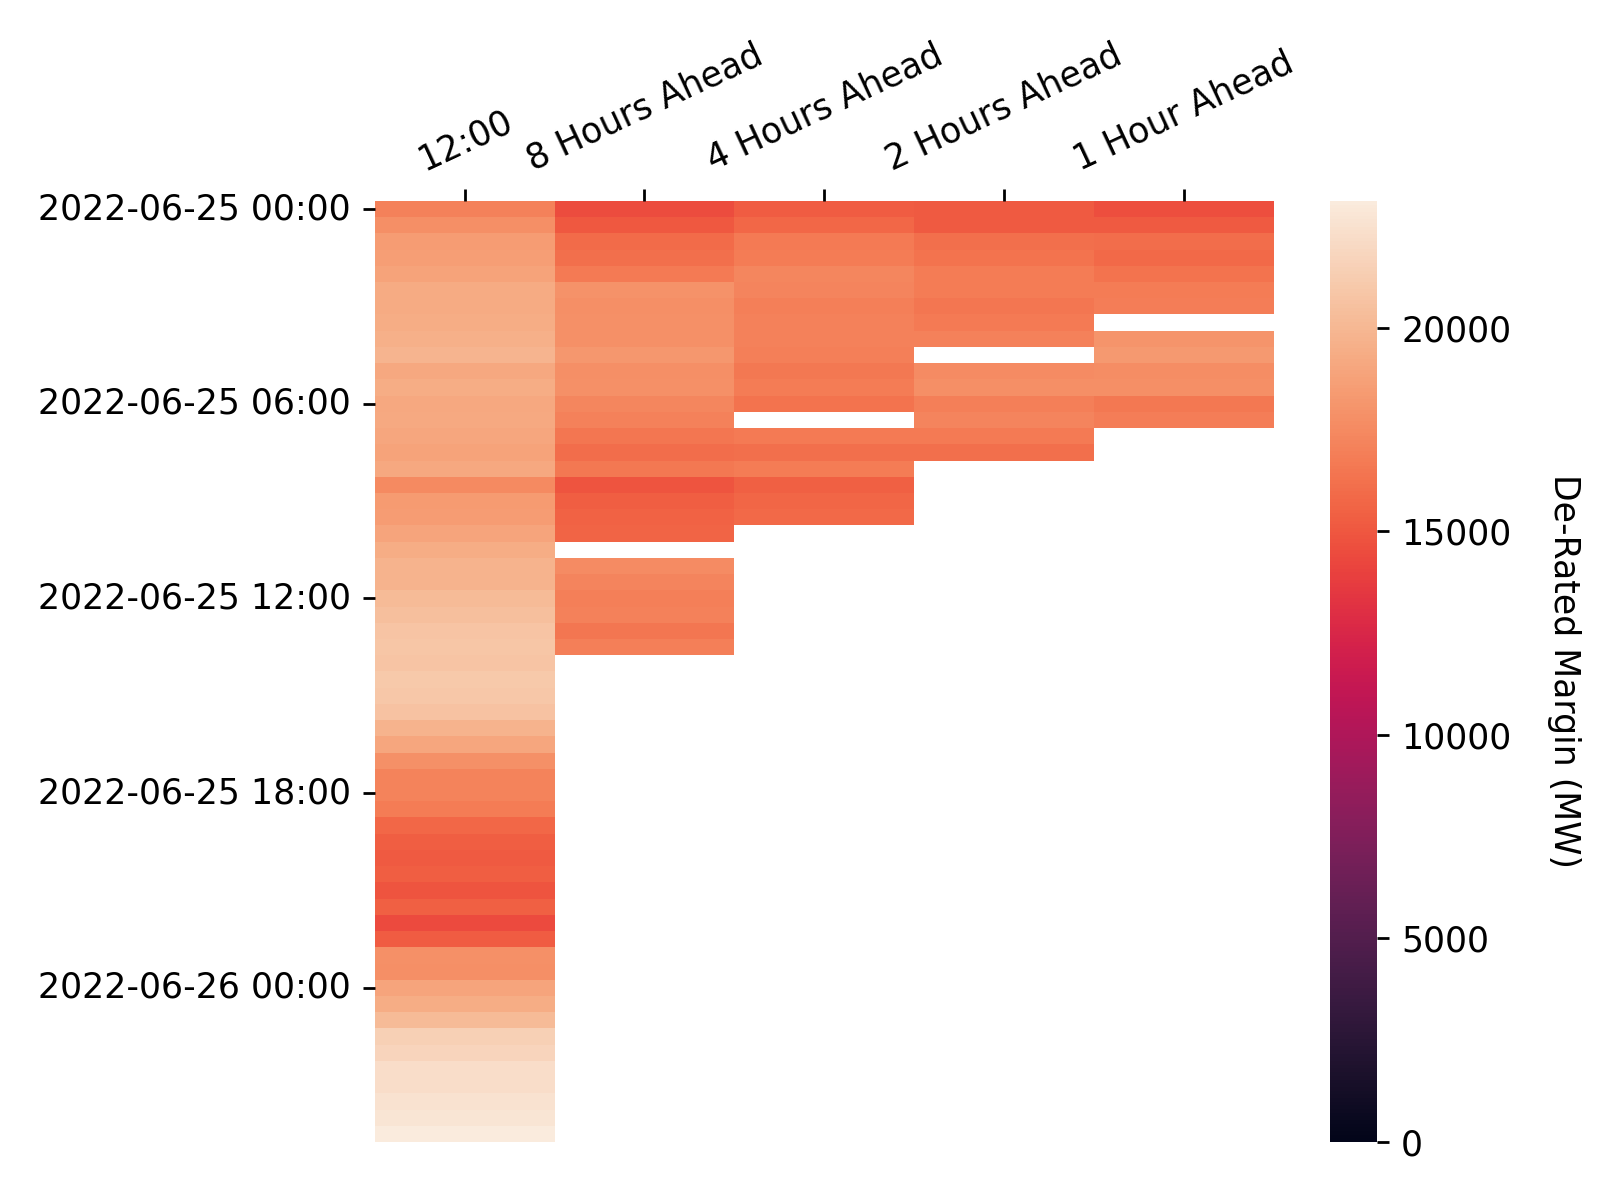 12:00
8 Hours Ahead
4 Hours Ahead
2 Hours Ahead
1 Hour Ahead
2022-06-25 00:00
2022-06-25 06:00
2022-06-25 12:00
2022-06-25 18:00
2022-06-26 00:00
20000
15000
10000
5000
0
De-Rated Margin (MW)